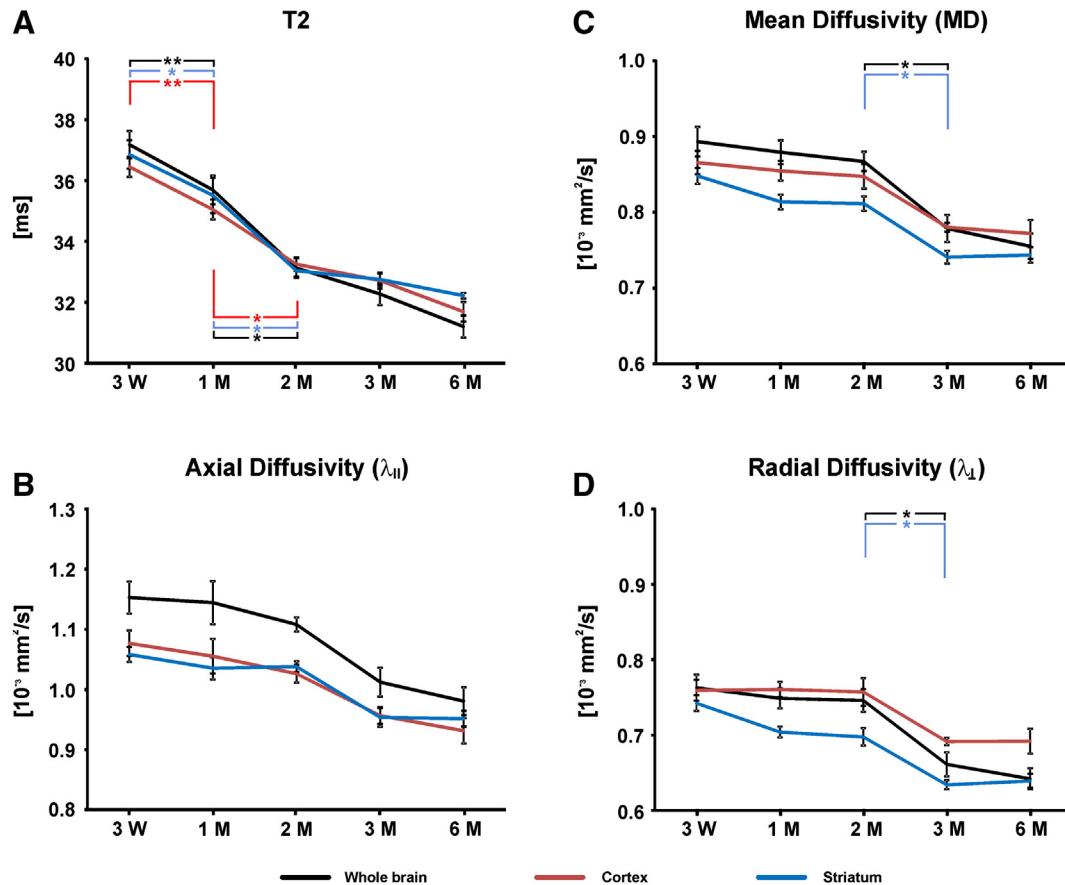 A
T2
40
38
36
34
32
30
[ms]
**
*
**
*
*
*
3 W 1 M 2 M 3 M 6 M
C
Mean Diffusivity (MD)
1.0
0.9
0.8
0.7
0.6
[10⁻³ mm²/s]
*
*
3 W 1 M 2 M 3 M 6 M
B
Axial Diffusivity (λ||)
1.3
1.2
1.1
1.0
0.9
0.8
[10⁻³ mm²/s]
3 W 1 M 2 M 3 M 6 M
D
Radial Diffusivity (λ⊥)
1.0
0.9
0.8
0.7
0.6
[10⁻³ mm²/s]
*
*
3 W 1 M 2 M 3 M 6 M
Whole brain Cortex Striatum